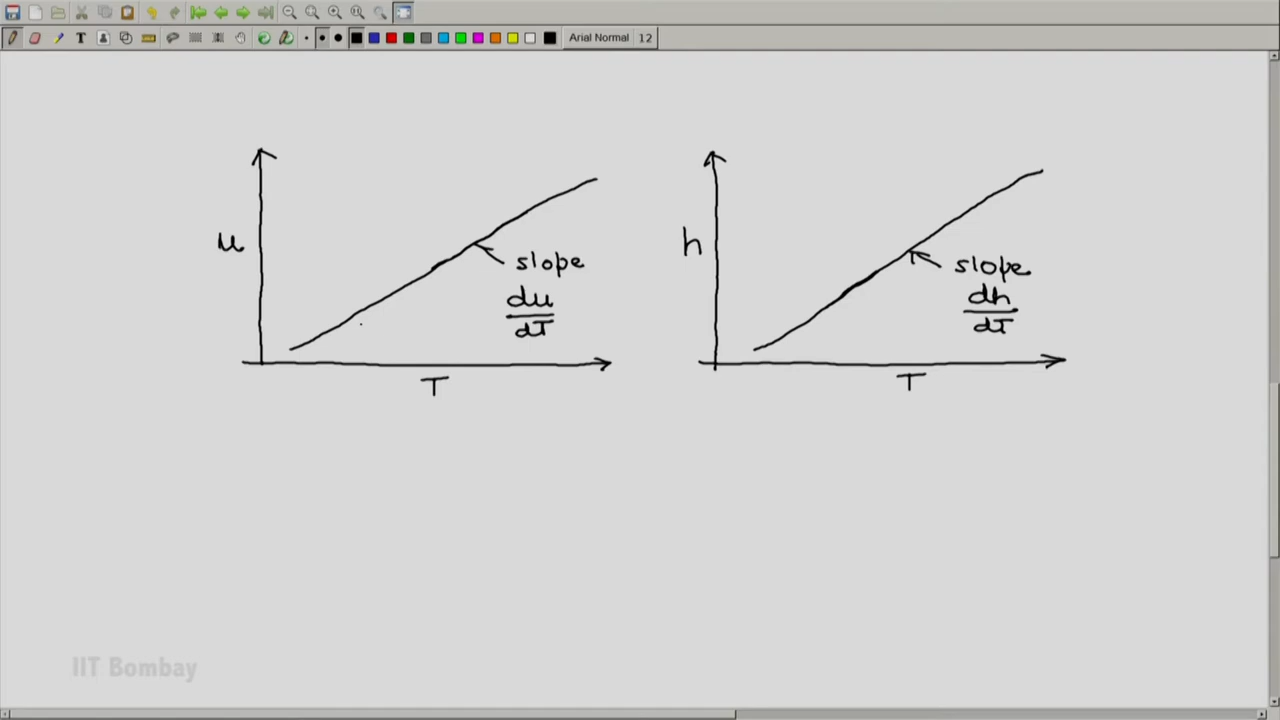 Arial Normal 12
u
slope
du
dT
T
h
slope
dh
dT
T
IIT Bombay